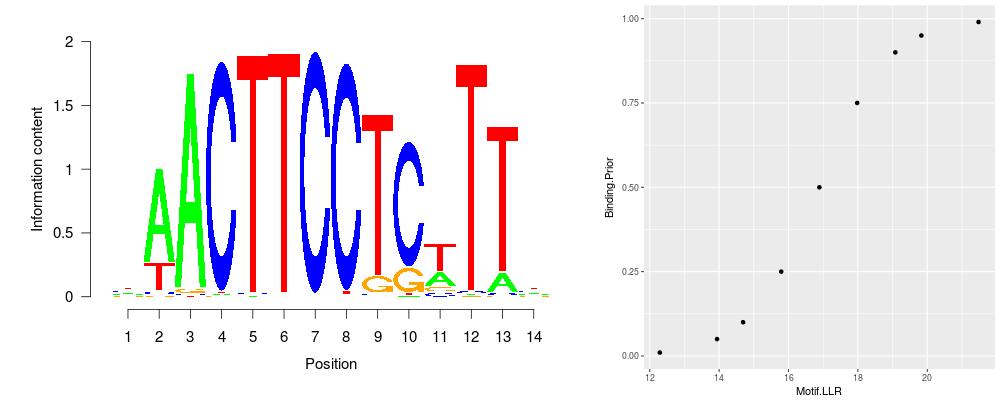 Information content
2
1.5
1
0.5
0
A T A C T T C C T G C G T A T T A
1 2 3 4 5 6 7 8 9 10 11 12 13 14
Position
Binding.Prior
1.00
0.75
0.50
0.25
0.00
12 14 16 18 20
Motif.LLR